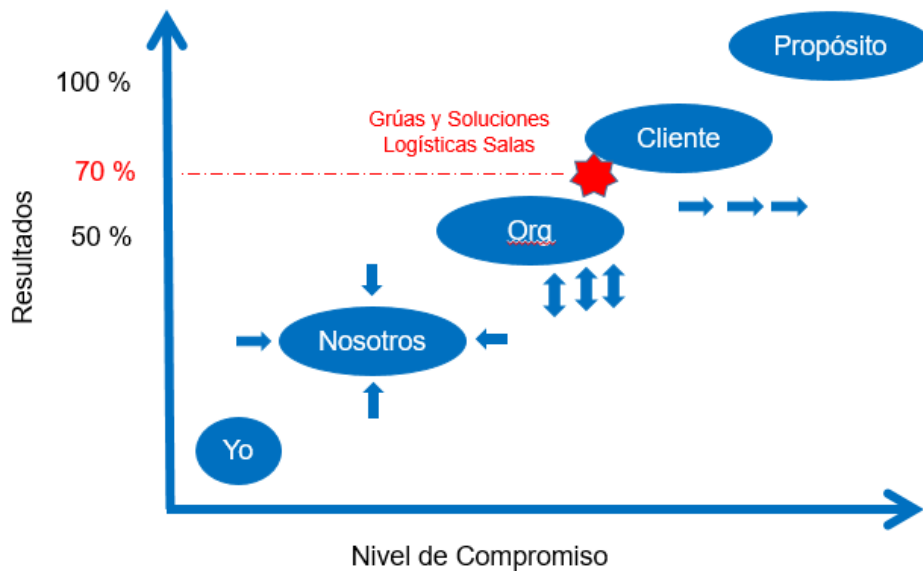 Propósito
100 %
Grúas y Soluciones
Logísticas Salas
Cliente
70 %
50 %
Org
Resultados
Nosotros
Yo
Nivel de Compromiso